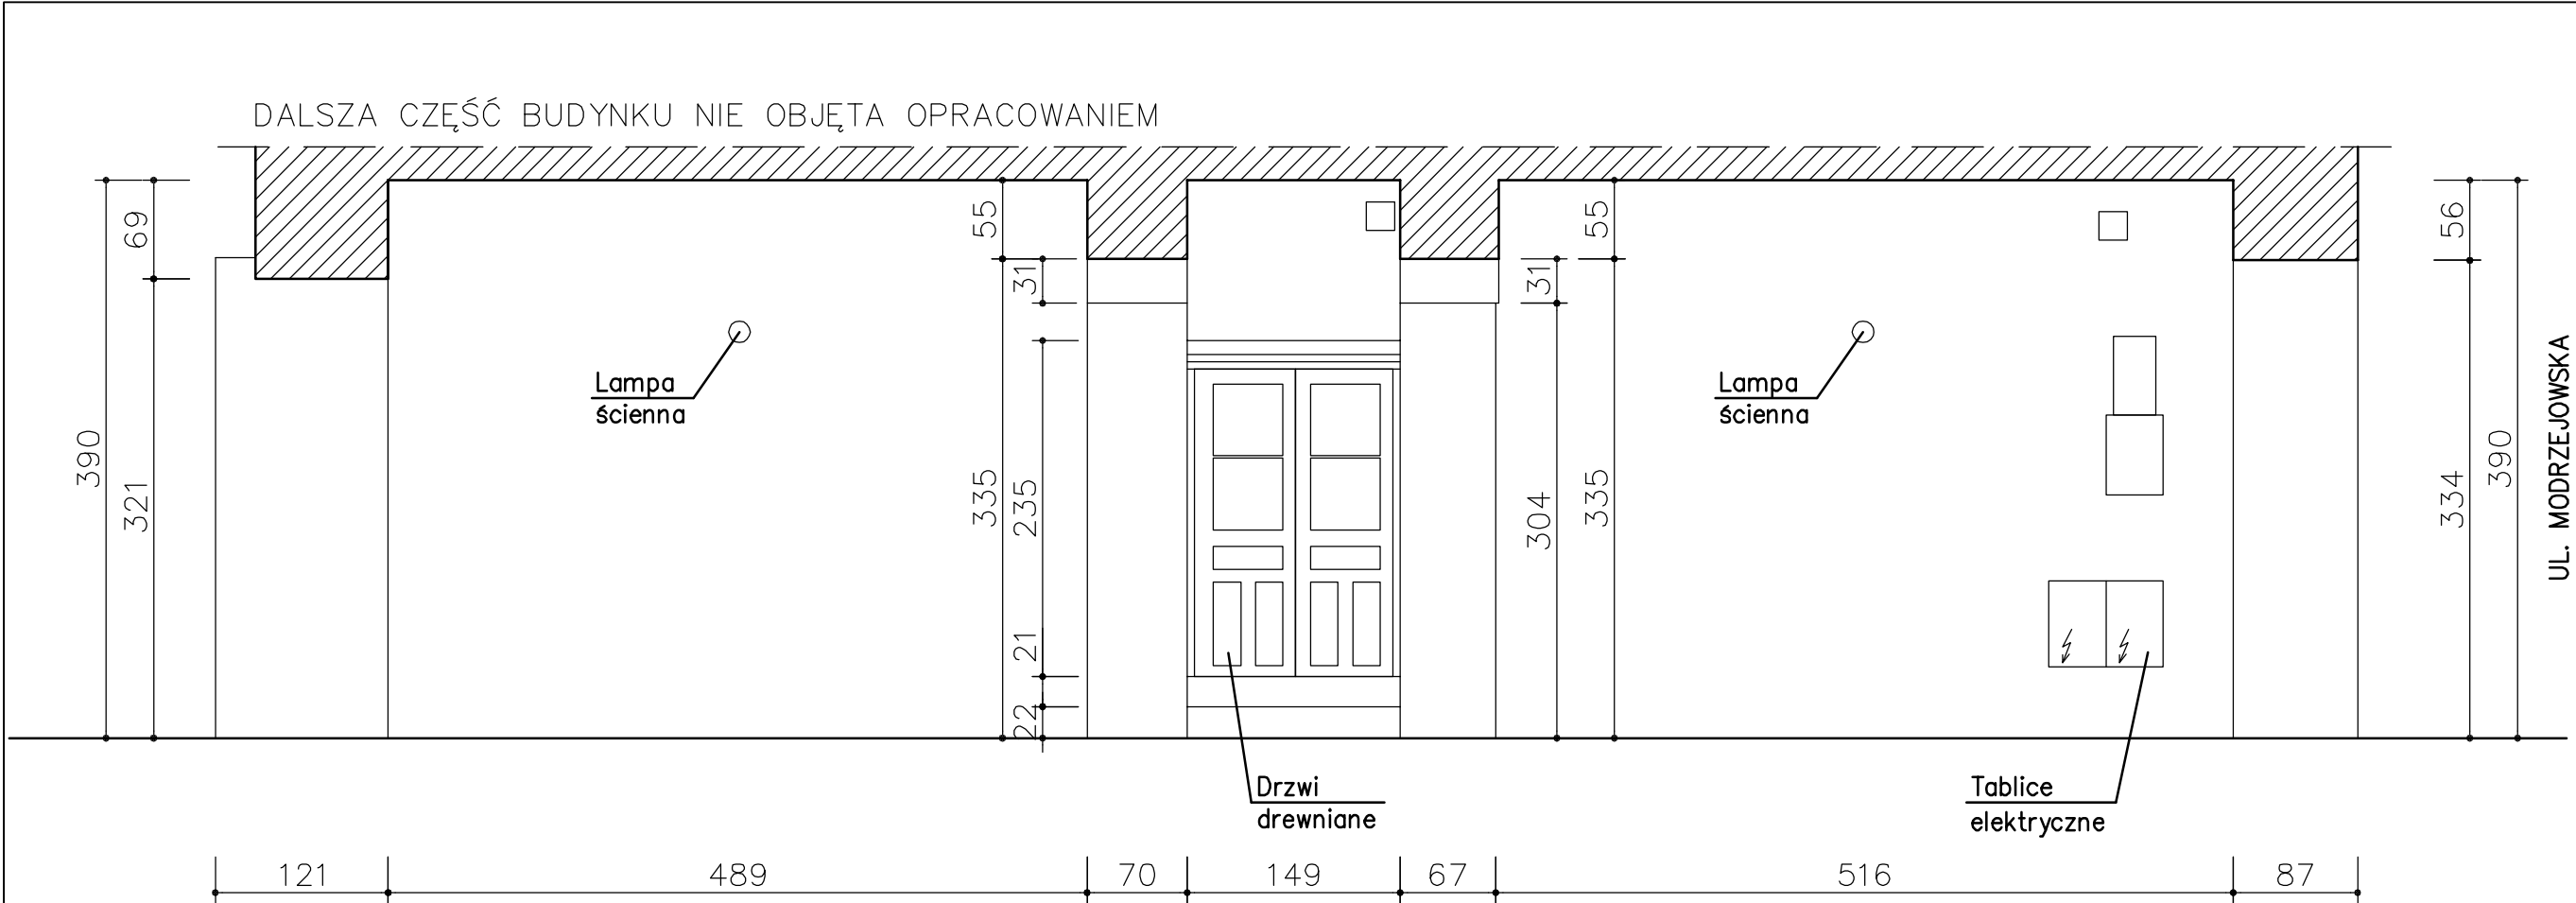 DALSZA CZĘŚĆ BUDYNKU NIE OBJĘTA OPRACOWANIEM
69
55
55
56
31
31
Lampa
ścienna
Lampa
ścienna
390
321
335
235
304
335
334
390
UL. MODRZEJOWSKA
21
22
Drzwi
drewniane
Tablice
elektryczne
121
489
70
149
67
516
87